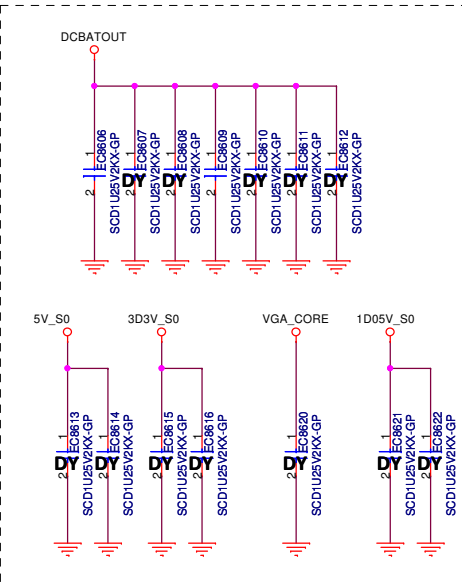 DCBATOUT
1
2
EC8606
SCD1U25V2KX-GP
1
2
DY
EC8607
SCD1U25V2KX-GP
1
2
DY
EC8608
SCD1U25V2KX-GP
1
2
EC8609
SCD1U25V2KX-GP
1
2
DY
EC8610
SCD1U25V2KX-GP
1
2
DY
EC8611
SCD1U25V2KX-GP
1
2
DY
EC8612
SCD1U25V2KX-GP
5V_S0
3D3V_S0
VGA_CORE
1D05V_S0
1
2
DY
EC8613
SCD1U25V2KX-GP
1
2
DY
EC8614
SCD1U25V2KX-GP
1
2
DY
EC8615
SCD1U25V2KX-GP
1
2
DY
EC8616
SCD1U25V2KX-GP
1
2
DY
EC8620
SCD1U25V2KX-GP
1
2
DY
EC8621
SCD1U25V2KX-GP
1
2
DY
EC8622
SCD1U25V2KX-GP